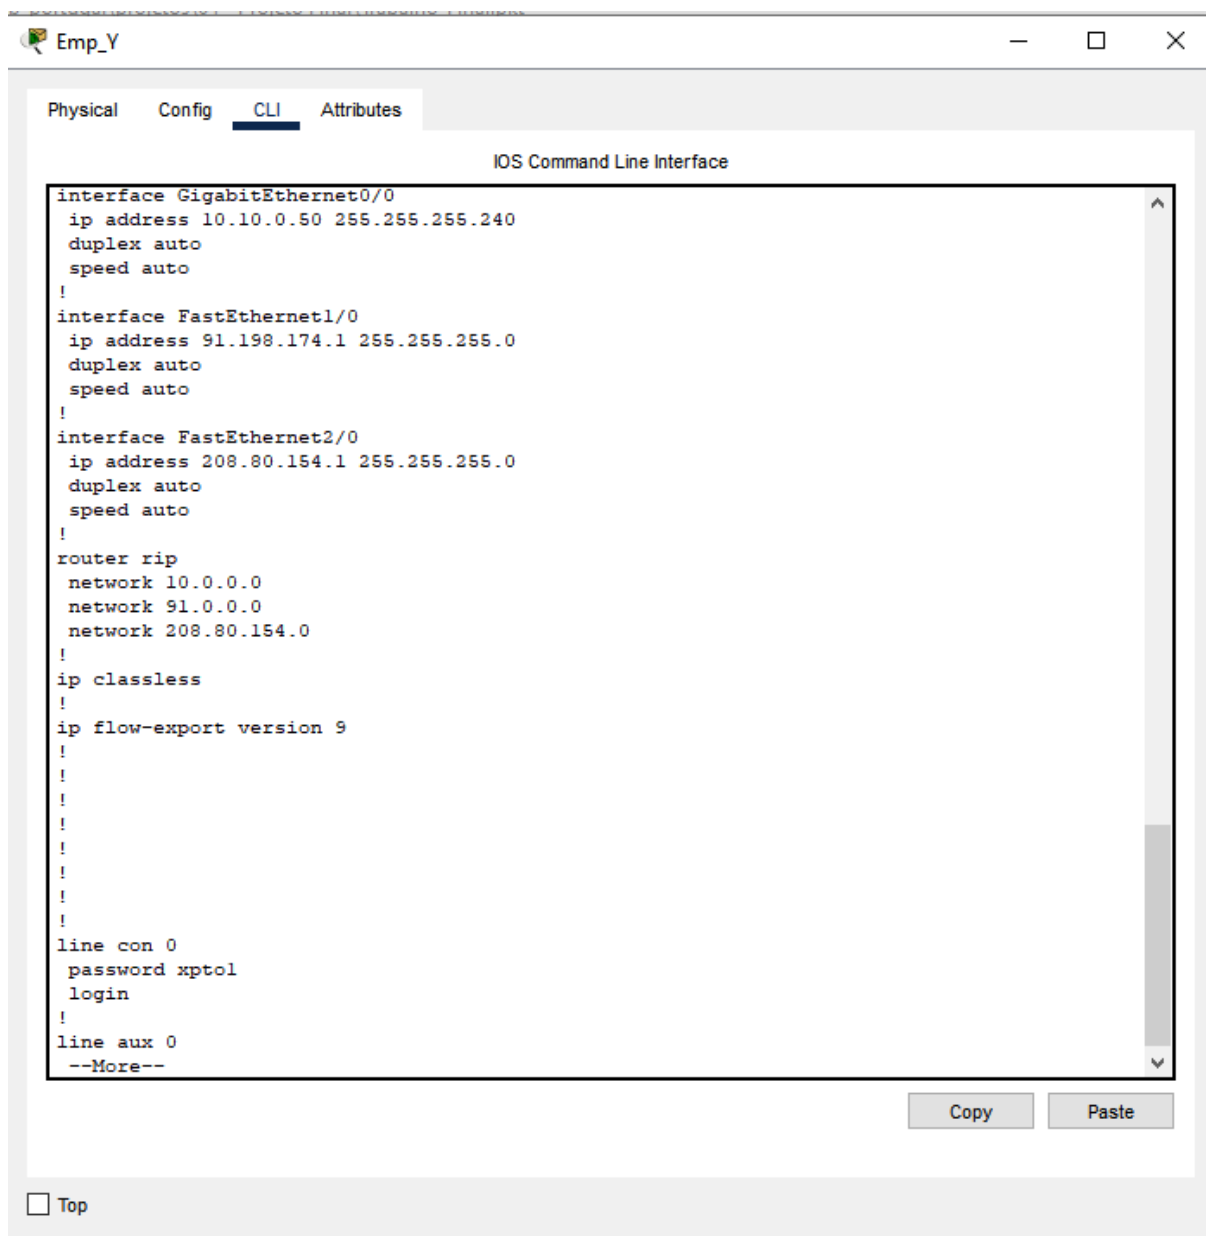 Emp_Y
Physical Config CLI Attributes
IOS Command Line Interface
interface GigabitEthernet0/0
 ip address 10.10.0.50 255.255.255.240
 duplex auto
 speed auto
!
interface FastEthernet1/0
 ip address 91.198.174.1 255.255.255.0
 duplex auto
 speed auto
!
interface FastEthernet2/0
 ip address 208.80.154.1 255.255.255.0
 duplex auto
 speed auto
!
router rip
 network 10.0.0.0
 network 91.0.0.0
 network 208.80.154.0
!
ip classless
!
ip flow-export version 9
!
!
!
!
!
!
!
!
line con 0
 password xpto1
 login
!
line aux 0
 --More--
Copy Paste
Top